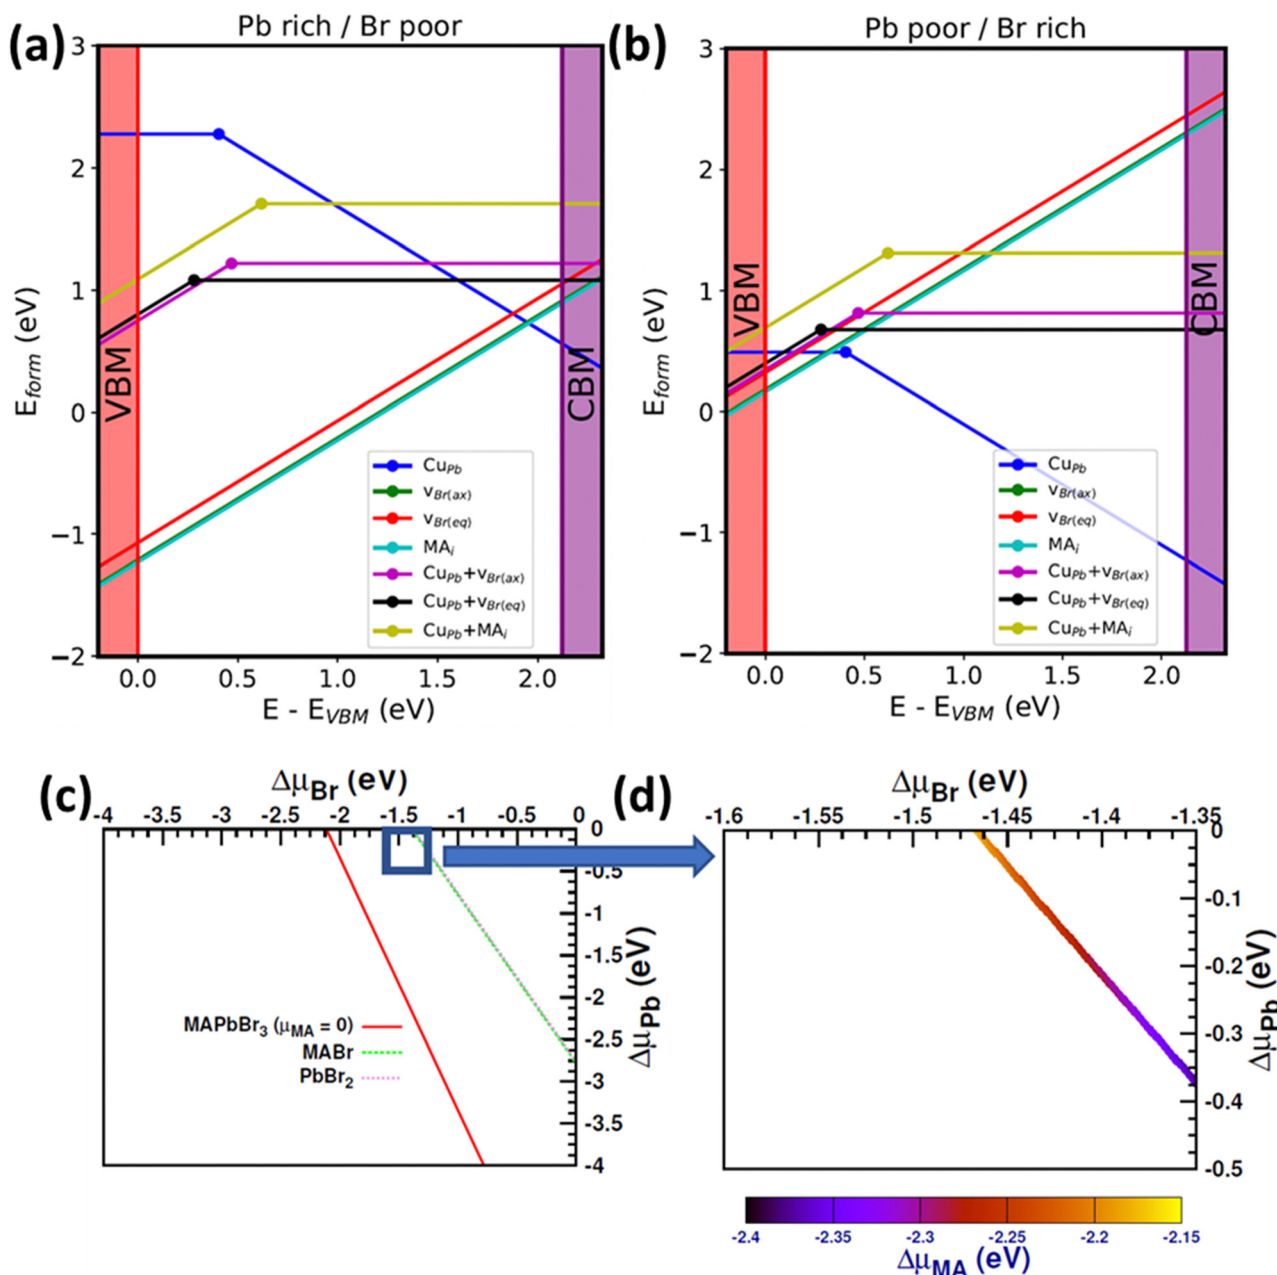 (a)
Pb rich / Br poor
3
2
1
0
−1
−2
E_form (eV)
VBM
CBM
Cu_Pb
v_Br(ax)
v_Br(eq)
MA_i
Cu_Pb+v_Br(ax)
Cu_Pb+v_Br(eq)
Cu_Pb+MA_i
0.0 0.5 1.0 1.5 2.0
E - E_VBM (eV)
(b)
Pb poor / Br rich
3
2
1
0
−1
−2
E_form (eV)
VBM
CBM
Cu_Pb
v_Br(ax)
v_Br(eq)
MA_i
Cu_Pb+v_Br(ax)
Cu_Pb+v_Br(eq)
Cu_Pb+MA_i
0.0 0.5 1.0 1.5 2.0
E - E_VBM (eV)
(c)
Δμ_Br (eV)
-4 -3.5 -3 -2.5 -2 -1.5 -1 -0.5 0
0
-0.5
-1
-1.5
-2
-2.5
-3
-3.5
-4
Δμ_Pb (eV)
MAPbBr₃ (μ_MA = 0)
MABr
PbBr₂
(d)
Δμ_Br (eV)
-1.6 -1.55 -1.5 -1.45 -1.4 -1.35
0
-0.1
-0.2
-0.3
-0.4
-0.5
Δμ_Pb (eV)
-2.4 -2.35 -2.3 -2.25 -2.2 -2.15
Δμ_MA (eV)